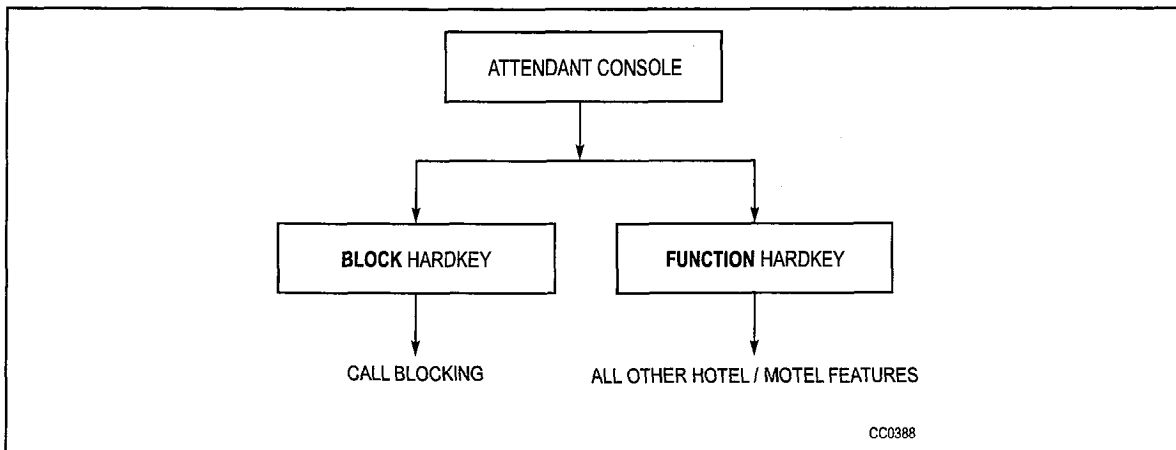 ATTENDANT CONSOLE
BLOCK HARDKEY
FUNCTION HARDKEY
CALL BLOCKING
ALL OTHER HOTEL / MOTEL FEATURES
CC0388